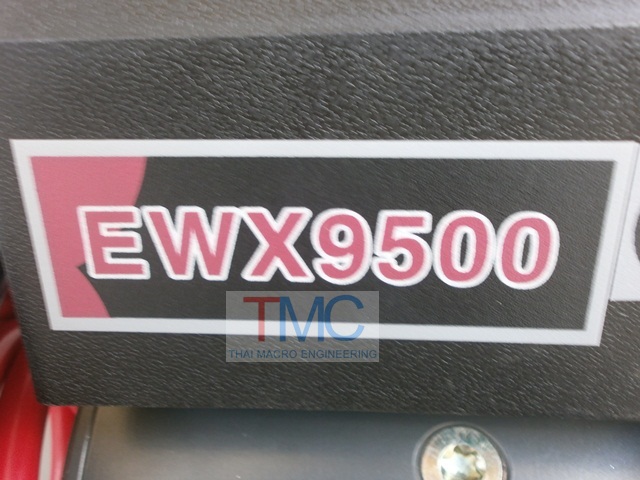 EWX9500
TMC
THAI MACRO ENGINEERING